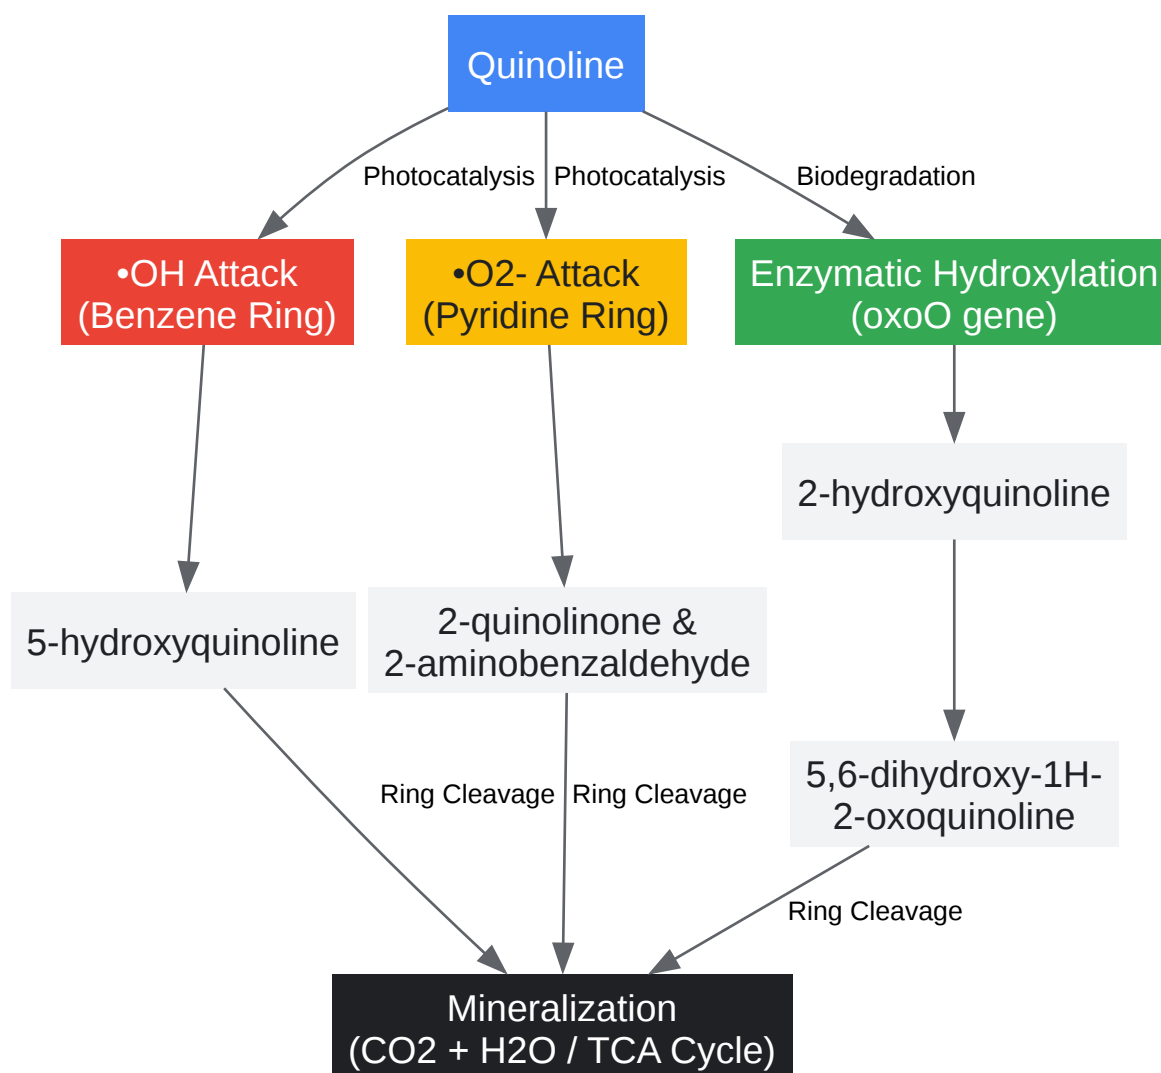 Quinoline
Photocatalysis
Photocatalysis
Biodegradation
•OH Attack
(Benzene Ring)
•O2- Attack
(Pyridine Ring)
Enzymatic Hydroxylation
(oxoO gene)
2-hydroxyquinoline
5-hydroxyquinoline
2-quinolinone &
2-aminobenzaldehyde
Ring Cleavage
Ring Cleavage
5,6-dihydroxy-1H-
2-oxoquinoline
Ring Cleavage
Mineralization
(CO2 + H2O / TCA Cycle)